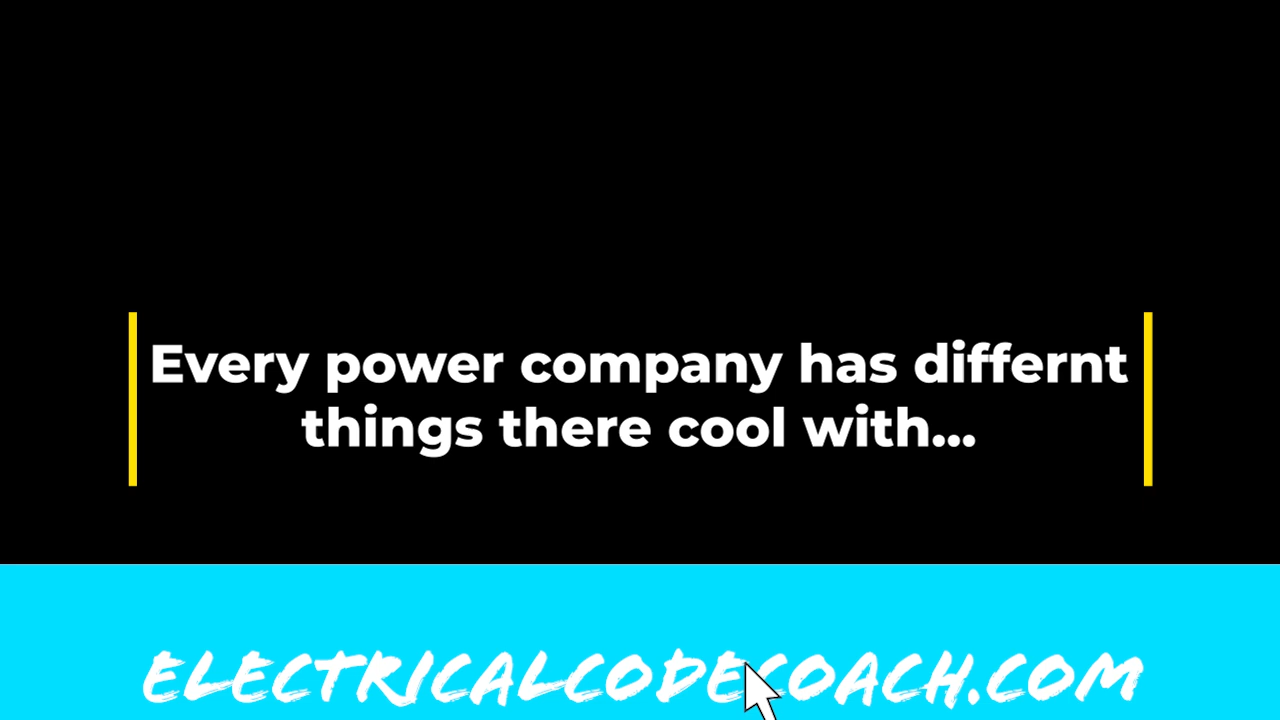 Every power company has differnt
things there cool with...
ELECTRICALCODECOACH.COM